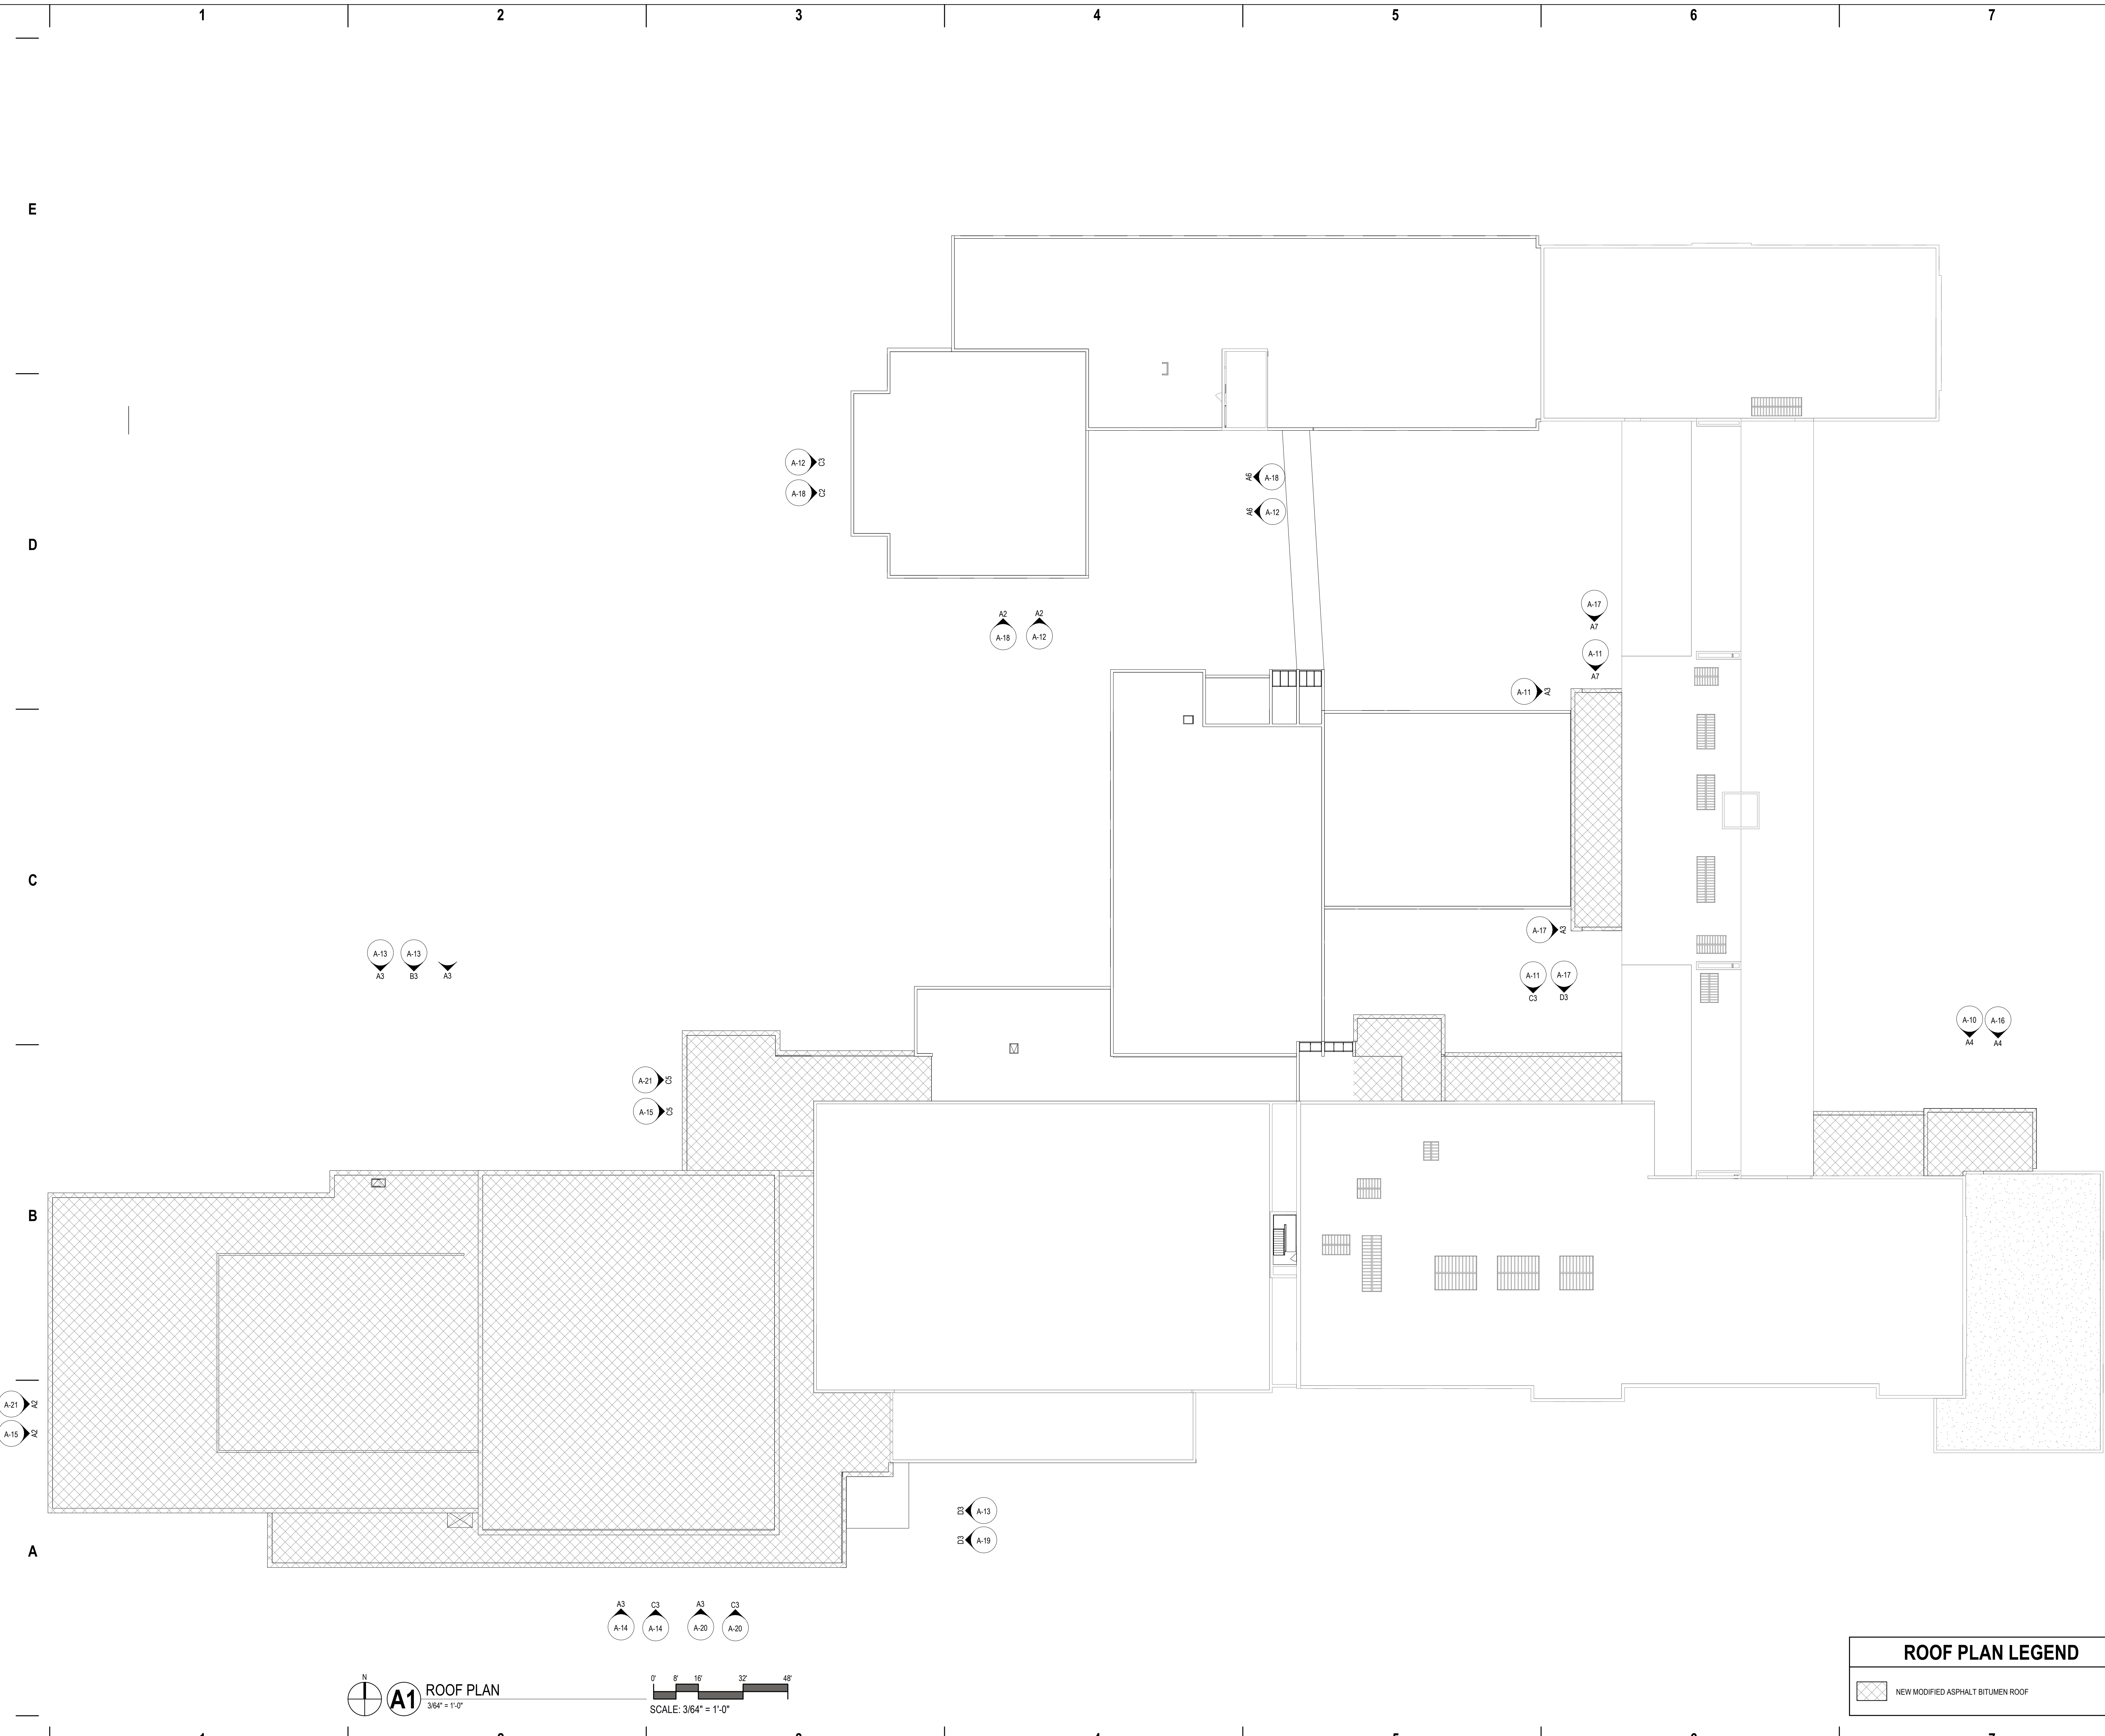 1 2 3 4 5 6 7
E
A-12 C3
A6 A-18
A-18 C2
A6 A-12
D
A-17
A7
A2 A2
A-18 A-12
A-11
A7
A-11 A3
C
A-17 A3
A-13 A-13
A3 B3 A3
A-11 A-17
C3 D3
A-10 A-16
A4 A4
A-21 C5
A-15 C5
B
A-21 A2
A-15 A2
D3 A-13
D3 A-19
A
A3 C3 A3 C3
A-14 A-14 A-20 A-20
ROOF PLAN LEGEND
NEW MODIFIED ASPHALT BITUMEN ROOF
N
A1 ROOF PLAN
3/64" = 1'-0"
0' 8' 16' 32' 48'
SCALE: 3/64" = 1'-0"